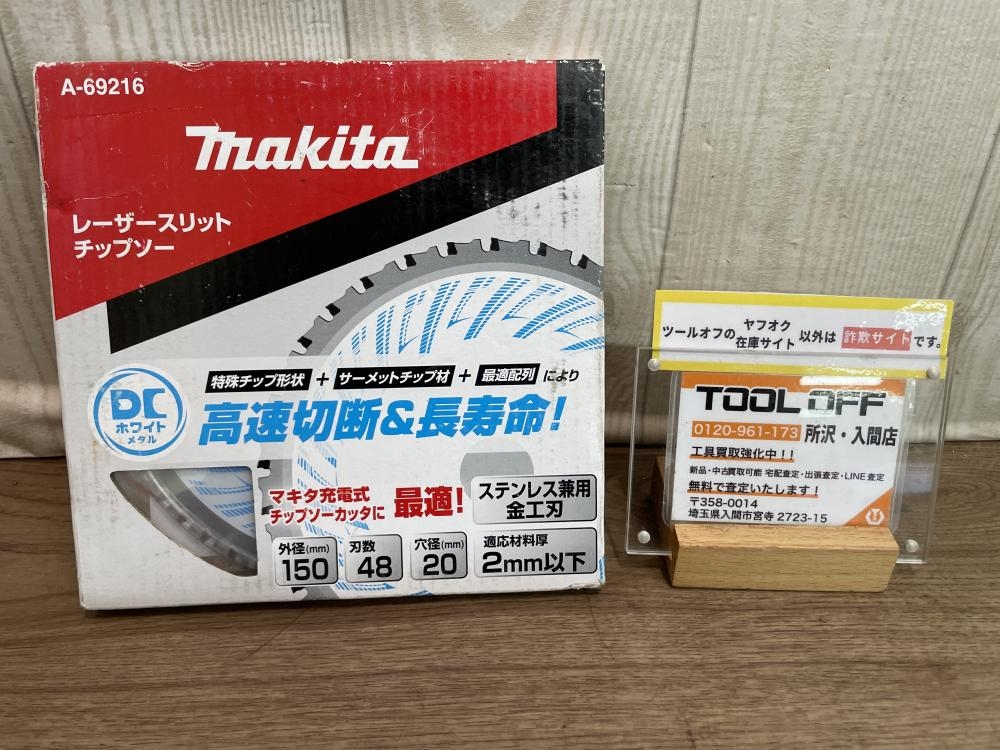 A-69216
makita
レーザースリット
チップソー
DC
ホワイト
メタル
特殊チップ形状 + サーメットチップ材 + 最適配列 により
高速切断&長寿命!
マキタ充電式
チップソーカッタに 最適!
ステンレス兼用
金工刃
外径(mm)
150
刃数
48
穴径(mm)
20
適応材料厚
2mm以下
ツールオフの ヤフオク
在庫サイト 以外は 詐欺サイトです。
TOOL OFF
0120-961-173 所沢・入間店
工具買取強化中!!
新品・中古買取可能 宅配査定・出張査定・LINE査定
無料で査定いたします!
〒358-0014
埼玉県入間市宮寺 2723-15